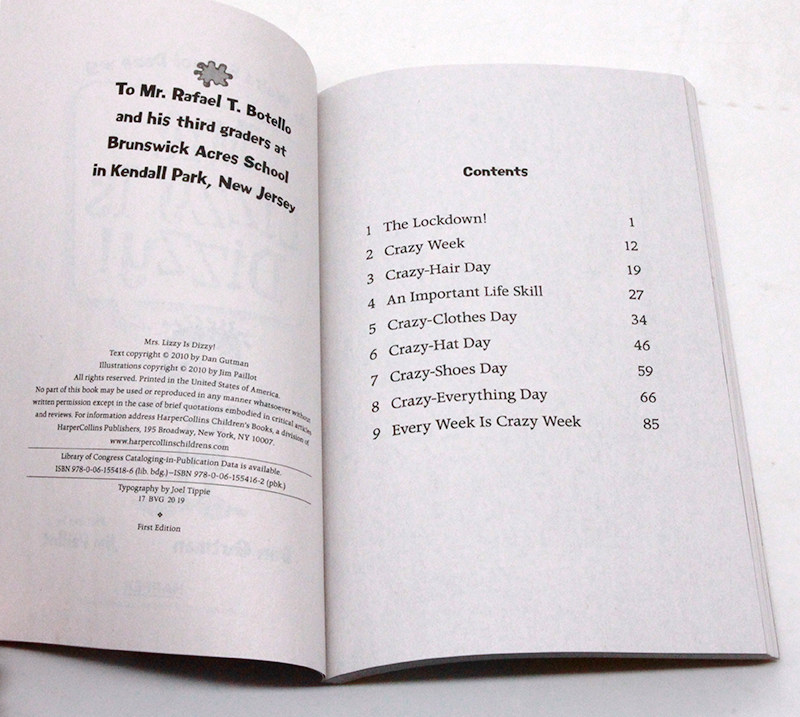 To Mr. Rafael T. Botello
and his third graders at
Brunswick Acres School
in Kendall Park, New Jersey
Mrs. Lizzy Is Dizzy!
Text copyright © 2010 by Dan Gutman
Illustrations copyright © 2010 by Jim Paillot
All rights reserved. Printed in the United States of America.
No part of this book may be used or reproduced in any manner whatsoever without
written permission except in the case of brief quotations embodied in critical articles
and reviews. For information address HarperCollins Children's Books, a division of
HarperCollins Publishers, 195 Broadway, New York, NY 10007.
www.harpercollinschildrens.com
Library of Congress Cataloging-in-Publication Data is available.
ISBN 978-0-06-155418-6 (lib. bdg.)—ISBN 978-0-06-155416-2 (pbk.)
Typography by Joel Tippie
17 BVG 20 19
First Edition
Contents
1 The Lockdown! 1
2 Crazy Week 12
3 Crazy-Hair Day 19
4 An Important Life Skill 27
5 Crazy-Clothes Day 34
6 Crazy-Hat Day 46
7 Crazy-Shoes Day 59
8 Crazy-Everything Day 66
9 Every Week Is Crazy Week 85